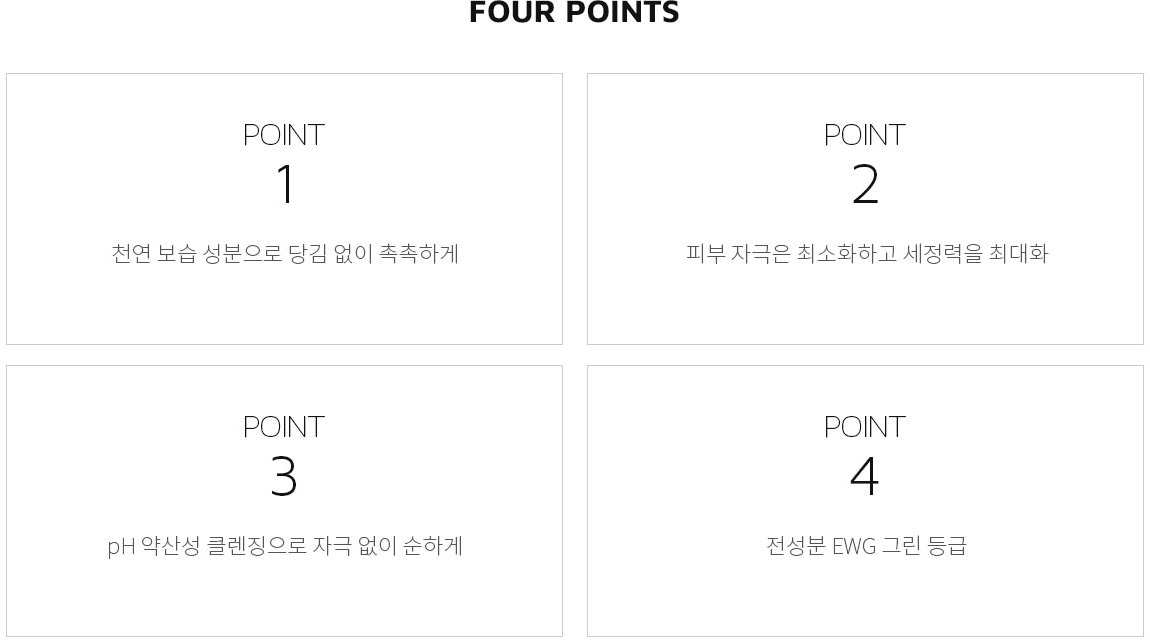 FOUR POINTS
POINT
1
천연 보습 성분으로 당김 없이 촉촉하게
POINT
2
피부 자극은 최소화하고 세정력을 최대화
POINT
3
pH 약산성 클렌징으로 자극 없이 순하게
POINT
4
전성분 EWG 그린 등급